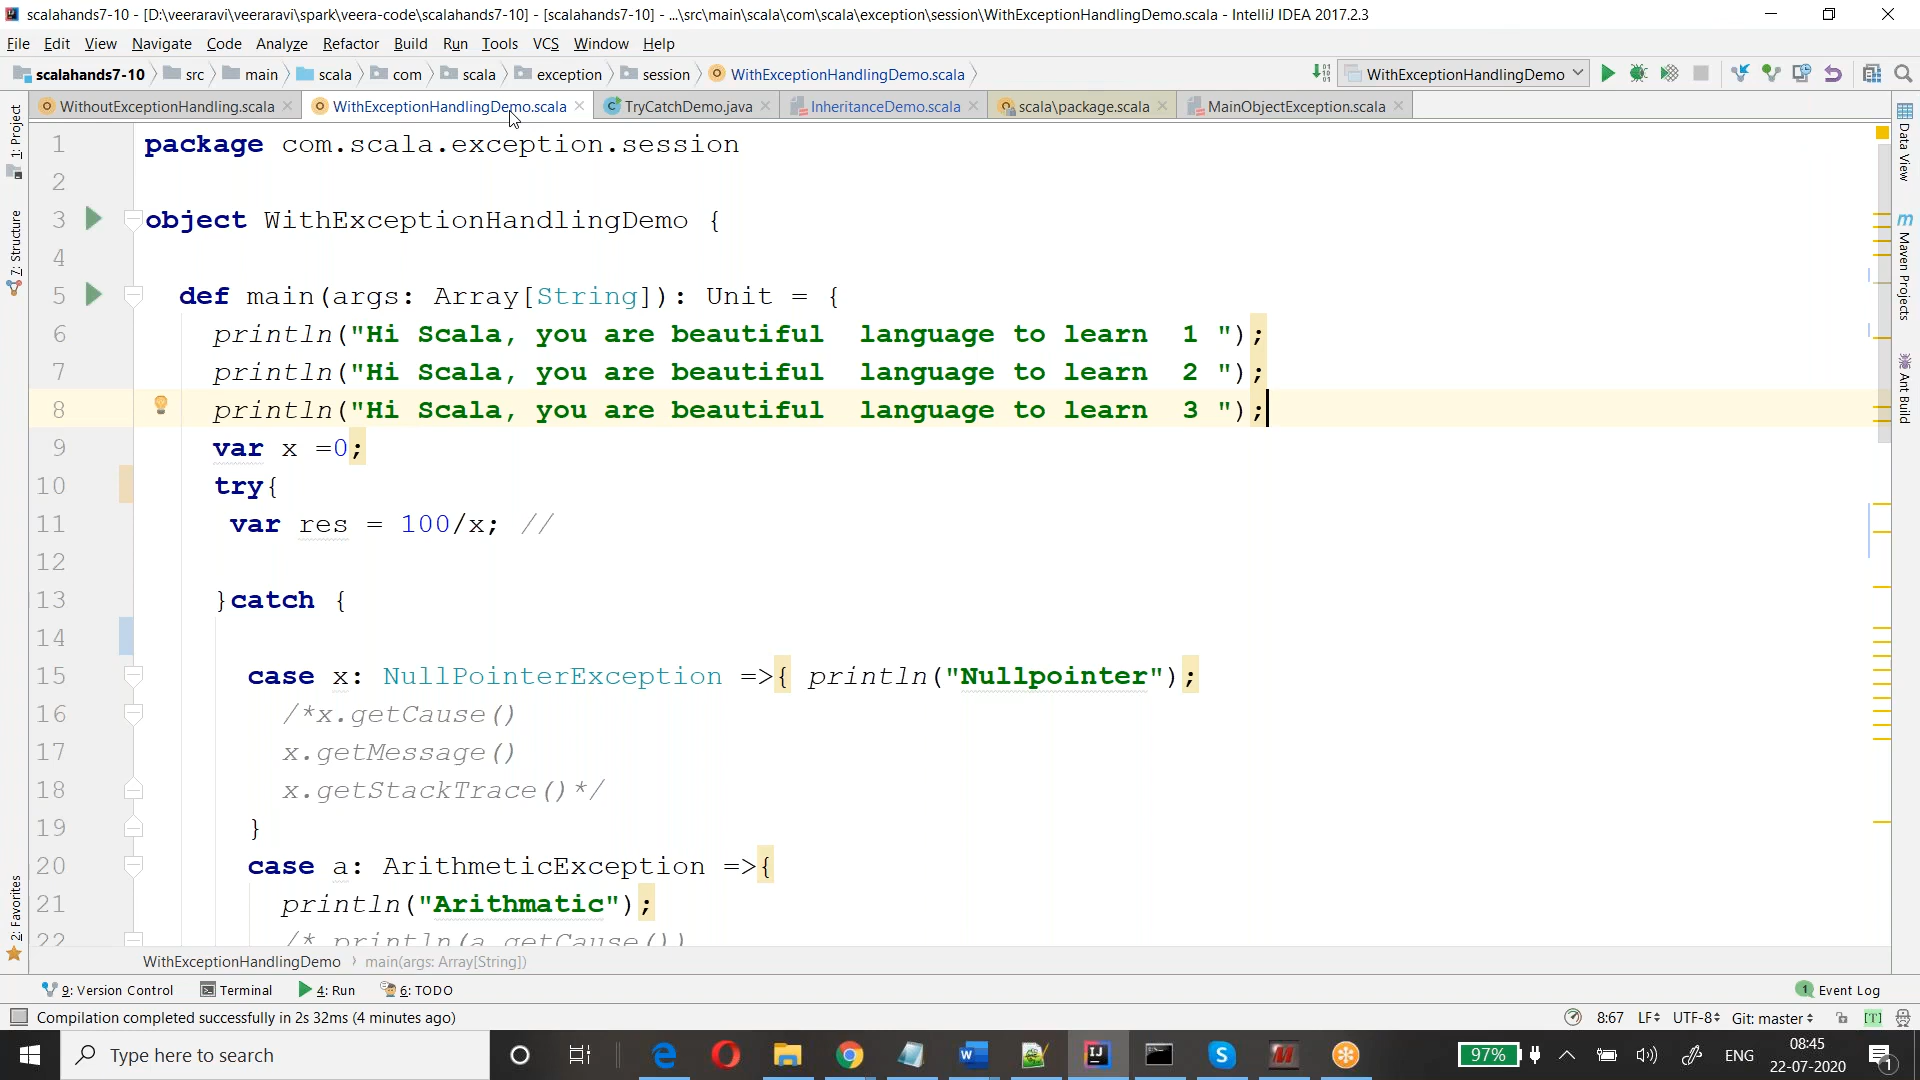 scalahands7-10 - [D:\veeraravi\veeraravi\spark\veera-code\scalahands7-10] - [scalahands7-10] - ...\src\main\scala\com\scala\exception\session\WithExceptionHandlingDemo.scala - IntelliJ IDEA 2017.2.3
File Edit View Navigate Code Analyze Refactor Build Run Tools VCS Window Help
scalahands7-10 src main scala com scala exception session WithExceptionHandlingDemo.scala WithExceptionHandlingDemo
WithoutExceptionHandling.scala WithExceptionHandlingDemo.scala TryCatchDemo.java InheritanceDemo.scala scala\package.scala MainObjectException.scala
1: Project
7: Structure
2: Favorites
1 package com.scala.exception.session
2
3 object WithExceptionHandlingDemo {
4
5 def main(args: Array[String]): Unit = {
6 println("Hi Scala, you are beautiful  language to learn  1 ");
7 println("Hi Scala, you are beautiful  language to learn  2 ");
8 println("Hi Scala, you are beautiful  language to learn  3 ");
9 var x =0;
10 try{
11 var res = 100/x; //
12
13 }catch {
14
15 case x: NullPointerException =>{ println("Nullpointer");
16 /*x.getCause()
17 x.getMessage()
18 x.getStackTrace()*/
19 }
20 case a: ArithmeticException =>{
21 println("Arithmatic");
22 /* println(a.getCause())
Data View
Maven Projects
Ant Build
WithExceptionHandlingDemo main(args: Array[String])
9: Version Control Terminal 4: Run 6: TODO 1 Event Log
Compilation completed successfully in 2s 32ms (4 minutes ago) 8:67 LF UTF-8 Git: master [T]
Type here to search 97% ENG 08:45
22-07-2020 1